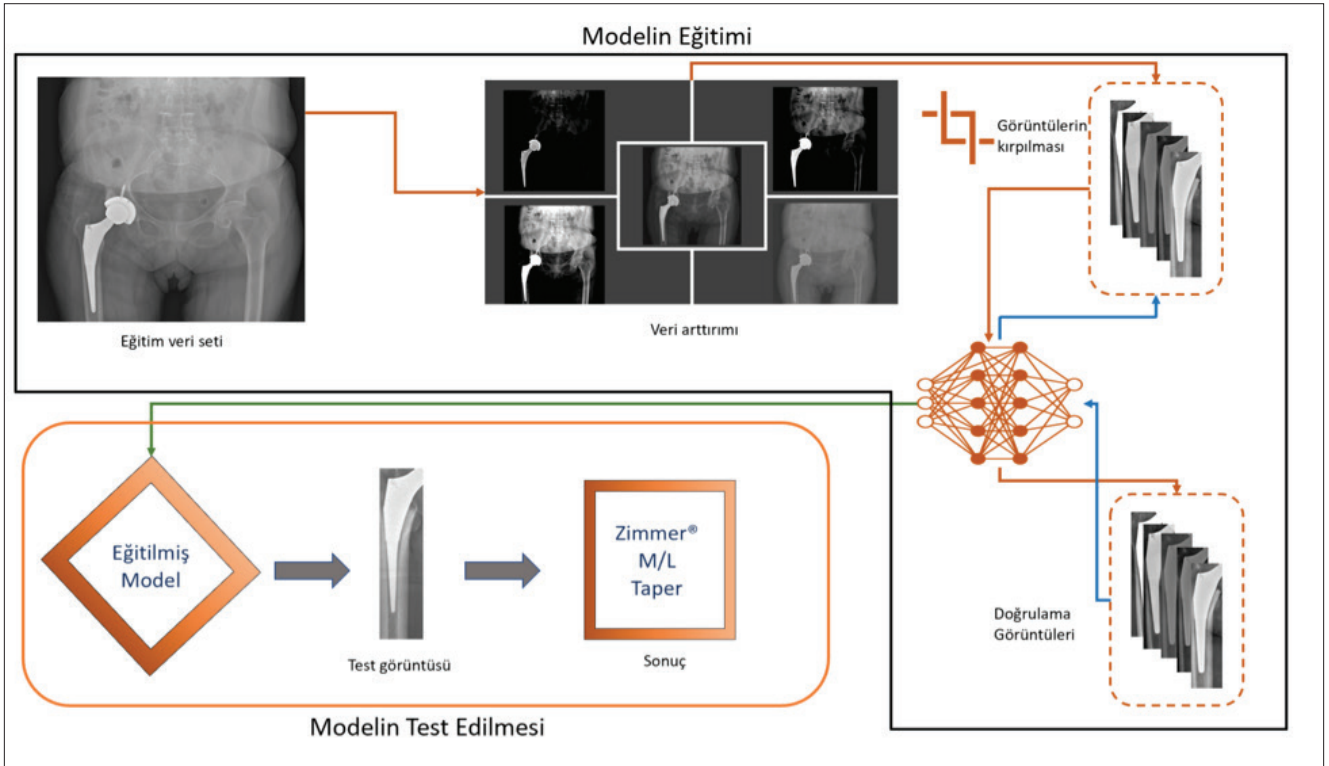 Modelin Eğitimi
Eğitim veri seti
Veri arttırımı
Görüntülerin
kırpılması
Doğrulama
Görüntüleri
Eğitilmiş
Model
Test görüntüsü
Zimmer®
M/L
Taper
Sonuç
Modelin Test Edilmesi